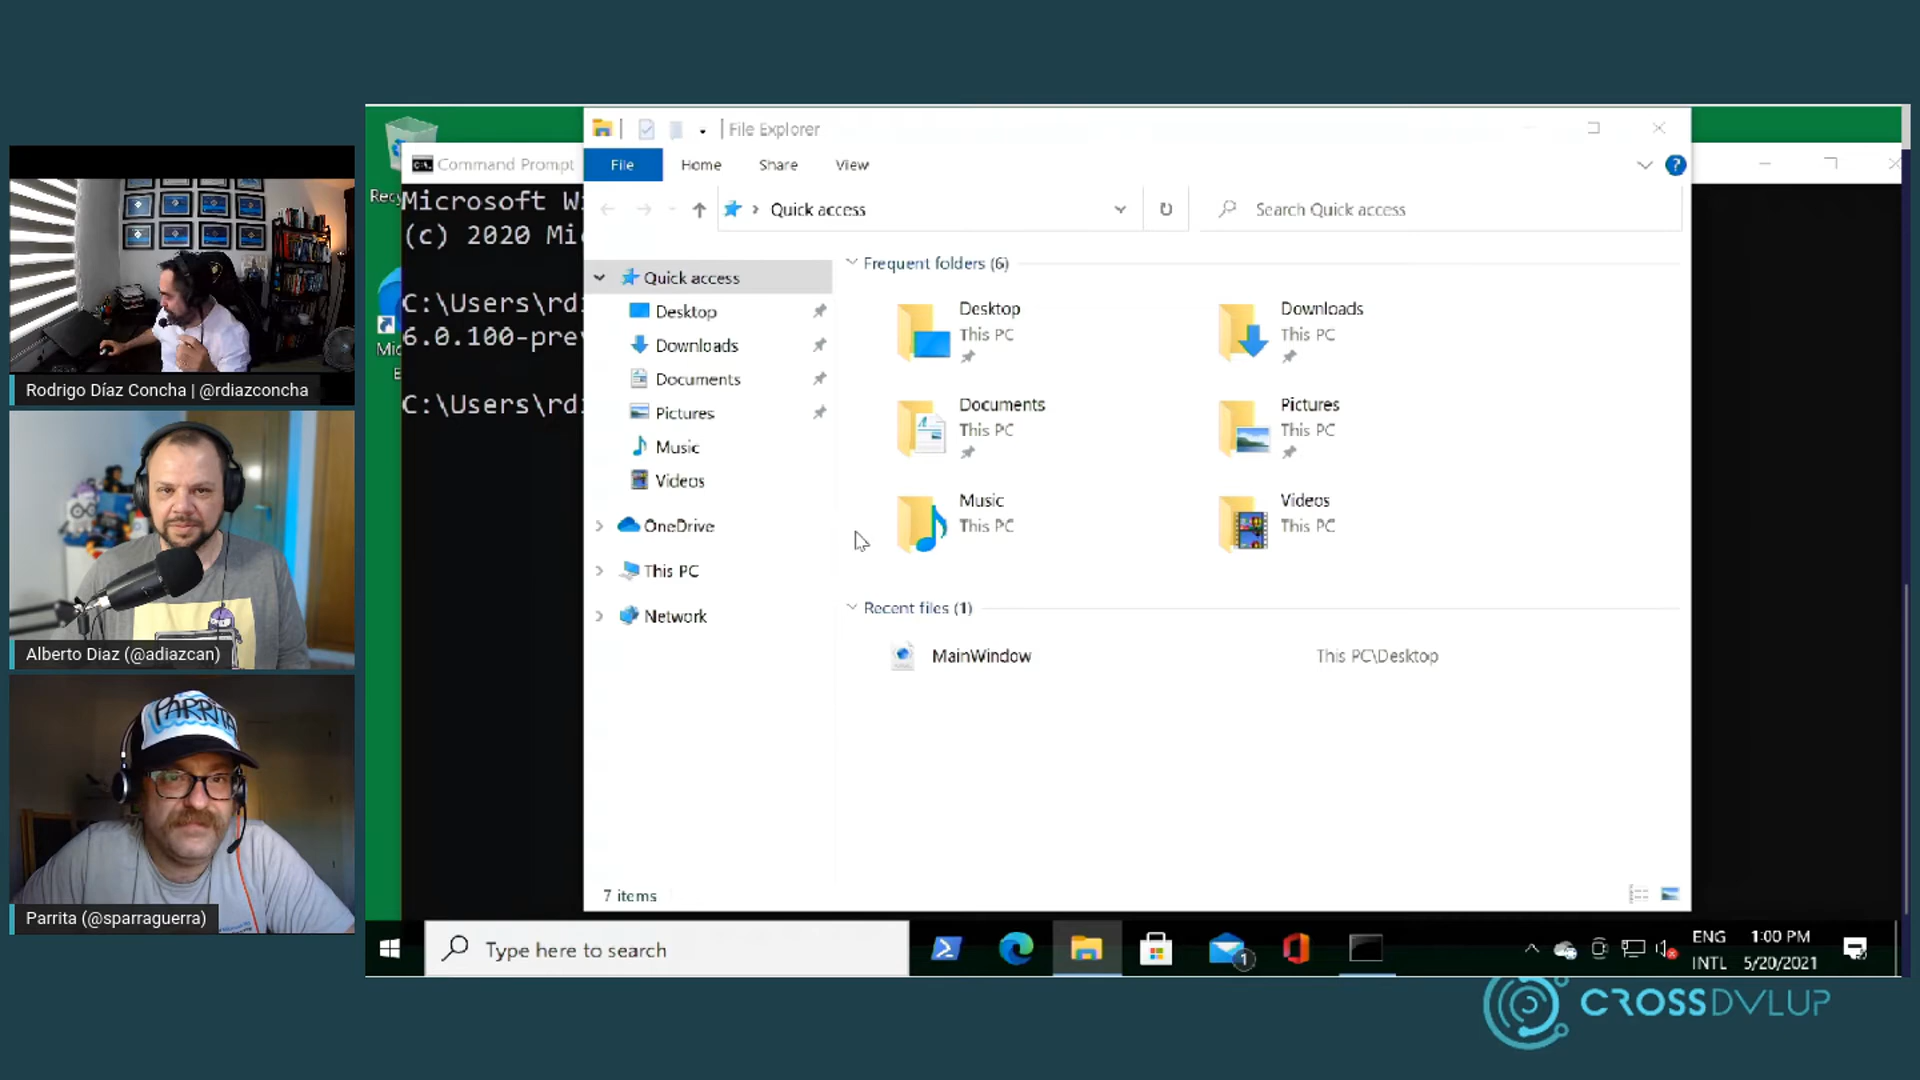 Rodrigo Díaz Concha | @rdiazconcha
Alberto Diaz (@adiazcan)
PARRITA
Parrita (@sparraguerra)
Command Prompt
Microsoft
(c) 2020
C:\Users\
6.0.100-
C:\Users\
File Explorer
File Home Share View
Quick access
Search Quick access
Quick access
Desktop
Downloads
Documents
Pictures
Music
Videos
OneDrive
This PC
Network
Frequent folders (6)
Desktop
This PC
Downloads
This PC
Documents
This PC
Pictures
This PC
Music
This PC
Videos
This PC
Recent files (1)
MainWindow This PC\Desktop
7 items
Type here to search
1
ENG
INTL
1:00 PM
5/20/2021
CROSSDVLUP